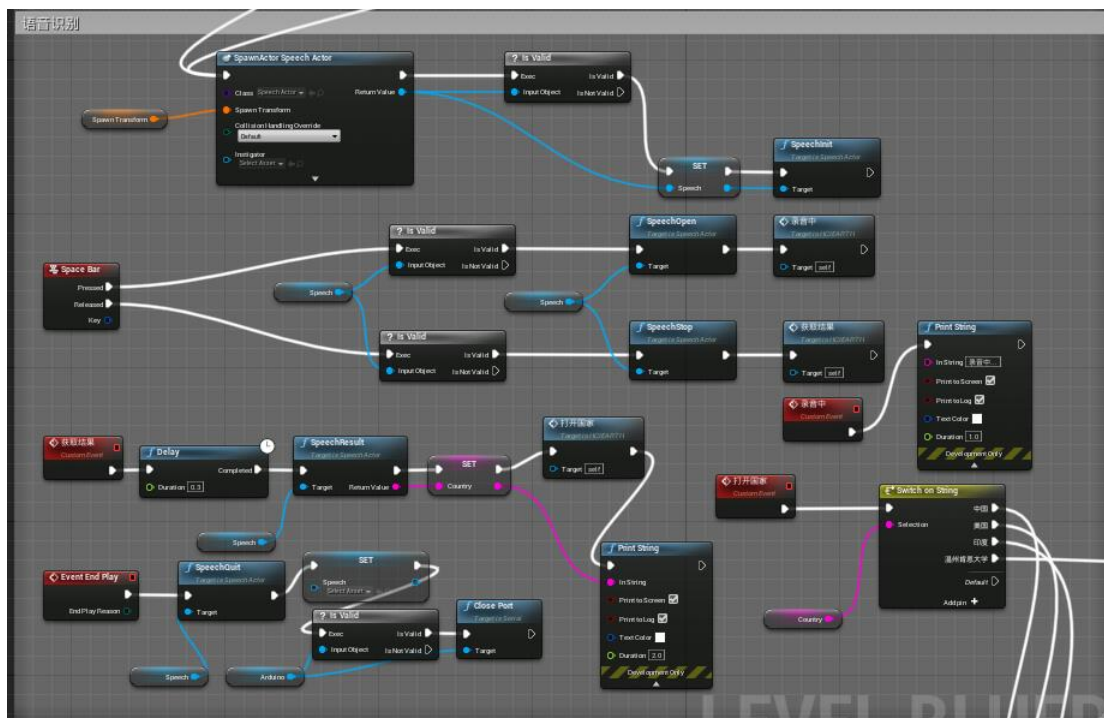 语音识别
SpawnActor Speech Actor
Class Speech Actor
Return Value
Spawn Transform
Collision Handling Override
Default
Instigator
Select Asset
Spawn Transform
? Is Valid
Exec Is Valid
Input Object Is Not Valid
SET
Speech
SpeechInit
Target is Speech Actor
Target
Space Bar
Pressed
Released
Key
? Is Valid
Exec Is Valid
Input Object Is Not Valid
Speech
? Is Valid
Exec Is Valid
Input Object Is Not Valid
Speech
SpeechOpen
Target is Speech Actor
Target
录音中
Target self
SpeechStop
Target is Speech Actor
Target
获取结果
Target self
录音中
Custom Event
Print String
In String 录音中...
Print to Screen
Print to Log
Text Color
Duration 1.0
Development Only
获取结果
Custom Event
Delay
Completed
Duration 0.3
SpeechResult
Target is Speech Actor
Target Return Value
Speech
SET
Country
打开国家
Target self
Print String
In String
Print to Screen
Print to Log
Text Color
Duration 2.0
Development Only
打开国家
Custom Event
Switch on String
Selection
中国
美国
印度
温州肯恩大学
Default
Add pin +
Country
Event End Play
End Play Reason
SpeechQuit
Target is Speech Actor
Target
Speech
SET
Speech
Select Asset
? Is Valid
Exec Is Valid
Input Object Is Not Valid
Arduino
Close Port
Target is Serial
Target